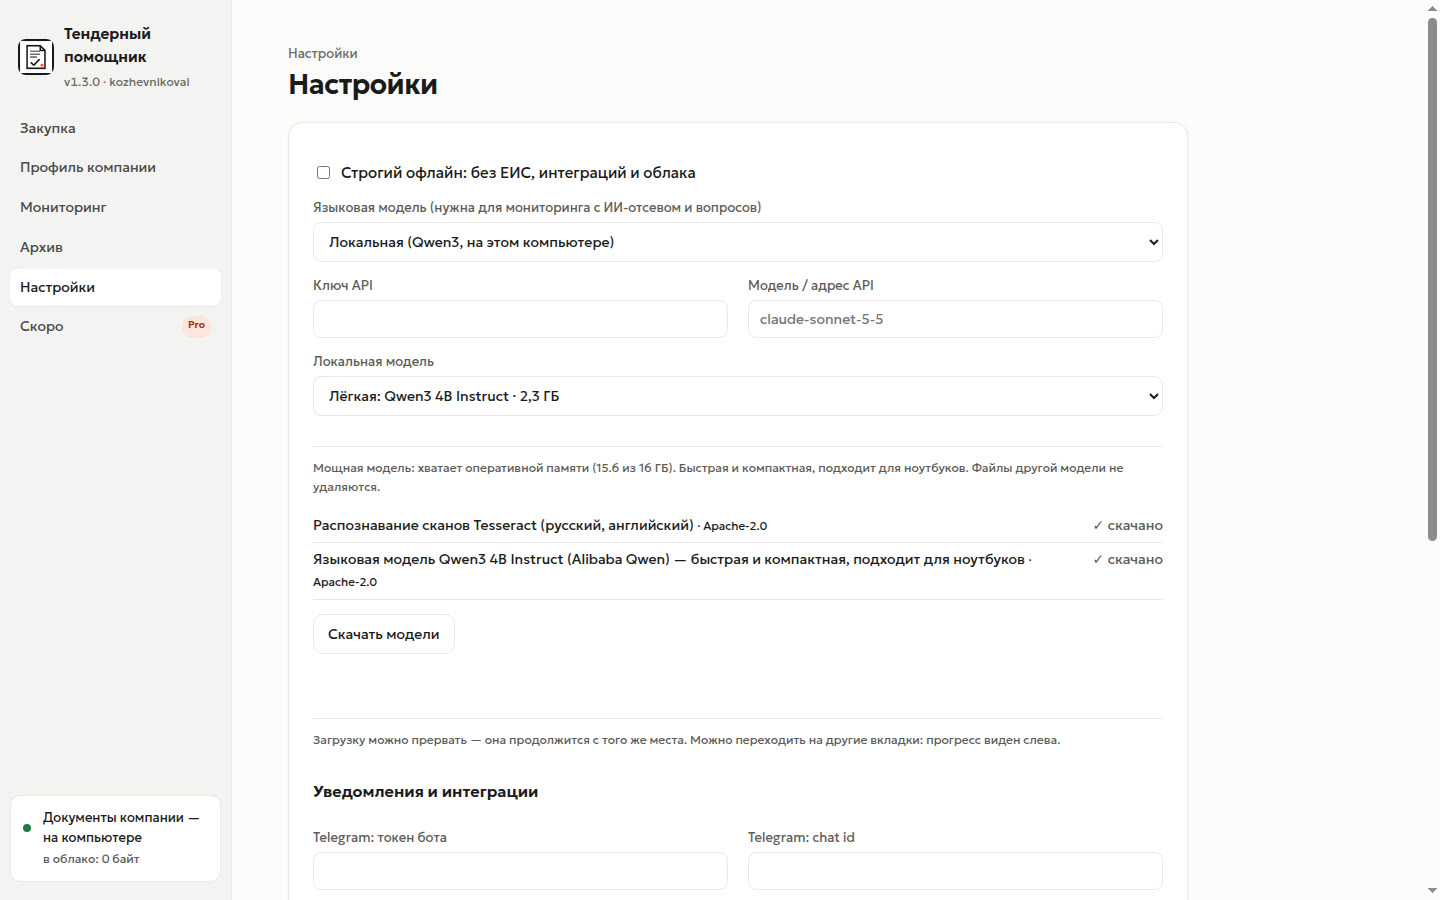 Тендерный
помощник
v1.3.0 · kozhevnikovai
Закупка
Профиль компании
Мониторинг
Архив
Настройки
Скоро
Pro
Документы компании —
на компьютере
в облако: 0 байт
Настройки
Настройки
Строгий офлайн: без ЕИС, интеграций и облака
Языковая модель (нужна для мониторинга с ИИ-отсевом и вопросов)
Локальная (Qwen3, на этом компьютере)
Ключ API
Модель / адрес API
claude-sonnet-5-5
Локальная модель
Лёгкая: Qwen3 4B Instruct · 2,3 ГБ
Мощная модель: хватает оперативной памяти (15.6 из 16 ГБ). Быстрая и компактная, подходит для ноутбуков. Файлы другой модели не
удаляются.
Распознавание сканов Tesseract (русский, английский) · Apache-2.0
✓ скачано
Языковая модель Qwen3 4B Instruct (Alibaba Qwen) — быстрая и компактная, подходит для ноутбуков ·
Apache-2.0
✓ скачано
Скачать модели
Загрузку можно прервать — она продолжится с того же места. Можно переходить на другие вкладки: прогресс виден слева.
Уведомления и интеграции
Telegram: токен бота
Telegram: chat id